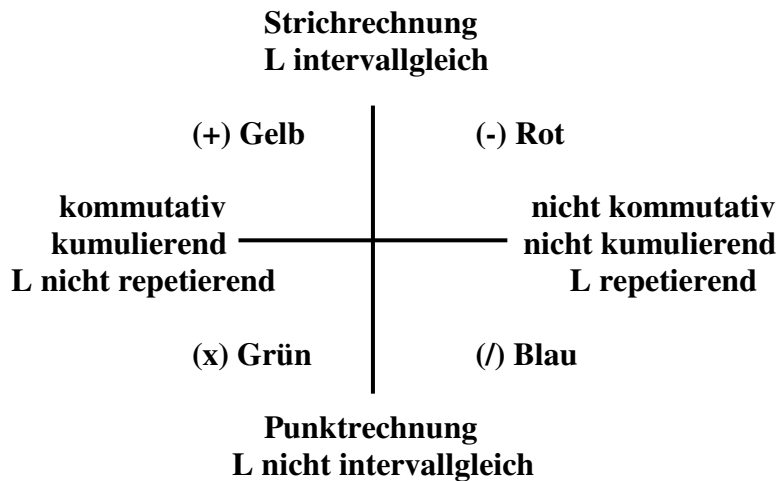 Strichrechnung
L intervallgleich
(+) Gelb
(-) Rot
kommutativ
kumulierend
L nicht repetierend
nicht kommutativ
nicht kumulierend
L repetierend
(x) Grün
(/) Blau
Punktrechnung
L nicht intervallgleich